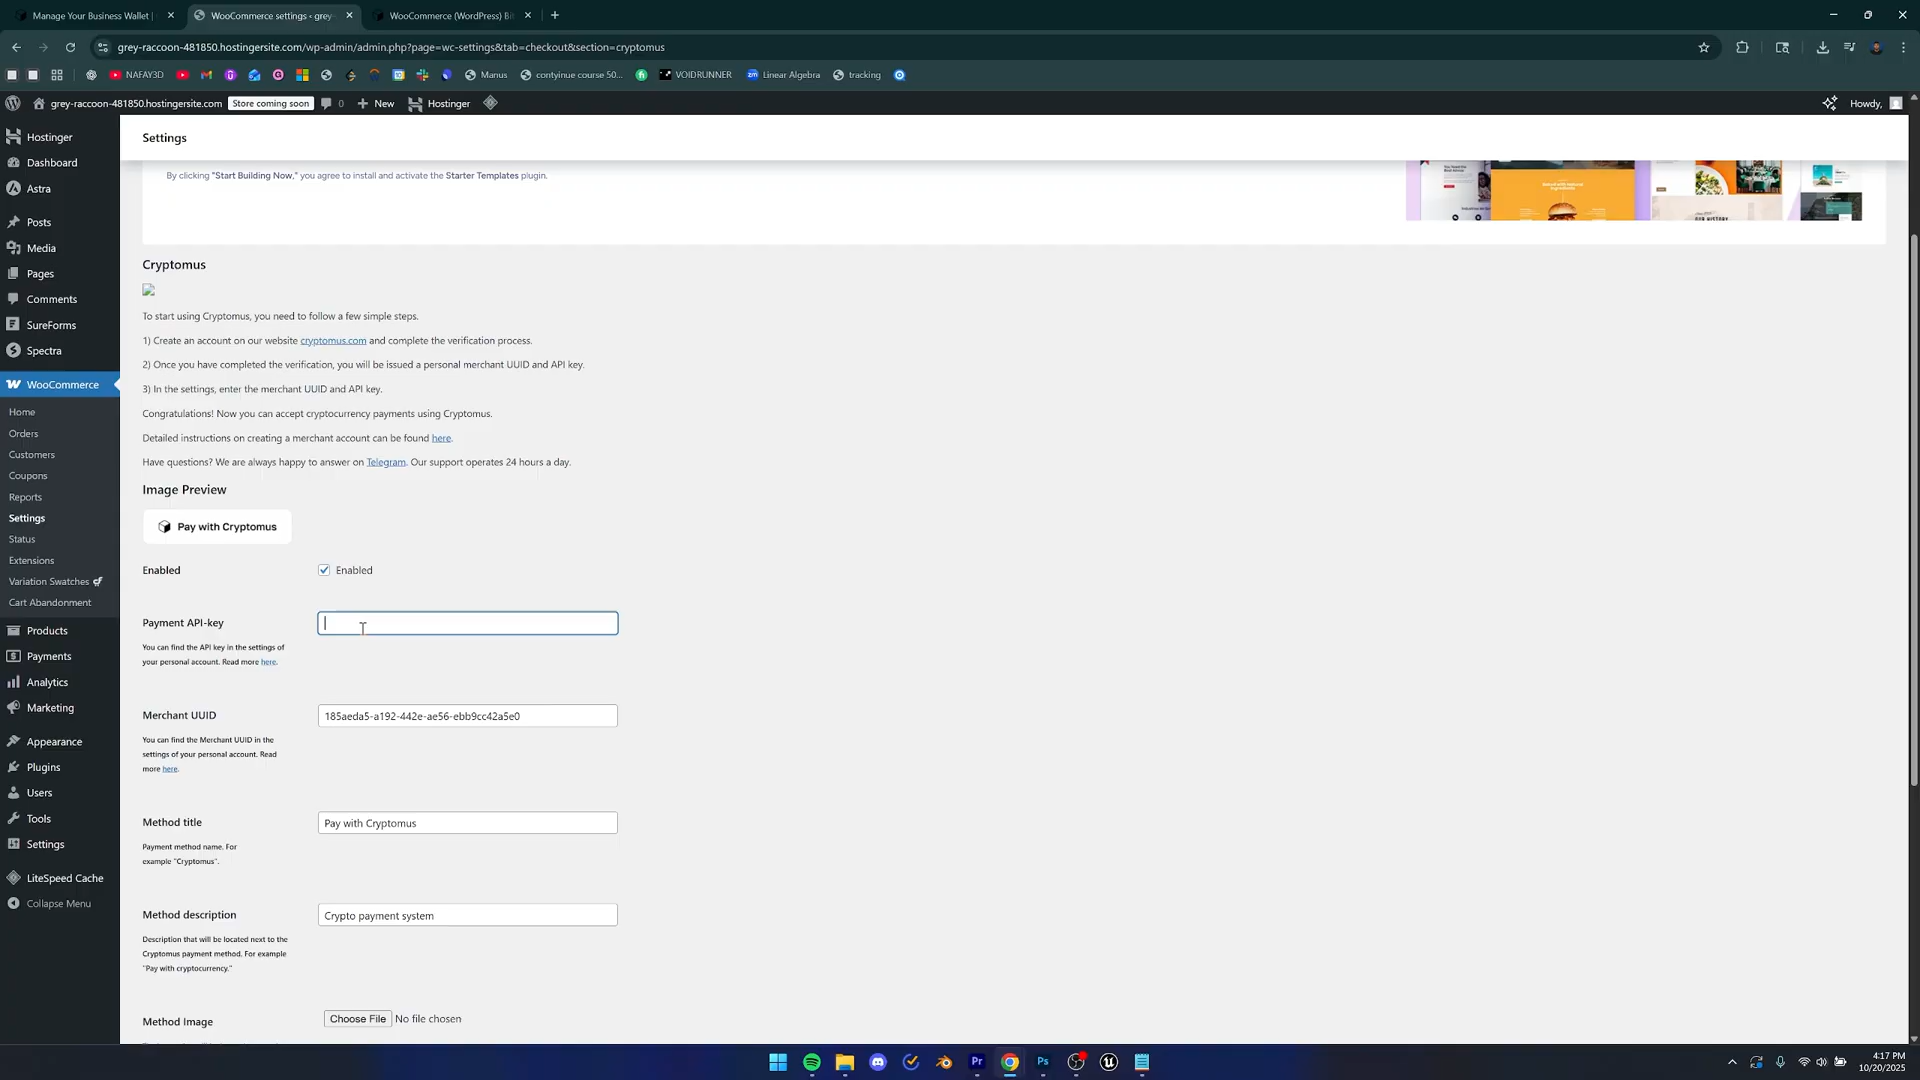 Manage Your Business Wallet |
WooCommerce settings ‹ grey-
WooCommerce (WordPress) Bi
grey-raccoon-481850.hostingersite.com/wp-admin/admin.php?page=wc-settings&tab=checkout&section=cryptomus
NAFAY3D
Manus
contyinue course 50...
VOIDRUNNER
Linear Algebra
tracking
grey-raccoon-481850.hostingersite.com
Store coming soon
0
New
Hostinger
Howdy,
Hostinger
Dashboard
Astra
Posts
Media
Pages
Comments
SureForms
Spectra
WooCommerce
Home
Orders
Customers
Coupons
Reports
Settings
Status
Extensions
Variation Swatches
Cart Abandonment
Products
Payments
Analytics
Marketing
Appearance
Plugins
Users
Tools
Settings
LiteSpeed Cache
Collapse Menu
Settings
By clicking "Start Building Now," you agree to install and activate the Starter Templates plugin.
Cryptomus
To start using Cryptomus, you need to follow a few simple steps.
1) Create an account on our website cryptomus.com and complete the verification process.
2) Once you have completed the verification, you will be issued a personal merchant UUID and API key.
3) In the settings, enter the merchant UUID and API key.
Congratulations! Now you can accept cryptocurrency payments using Cryptomus.
Detailed instructions on creating a merchant account can be found here.
Have questions? We are always happy to answer on Telegram. Our support operates 24 hours a day.
Image Preview
Pay with Cryptomus
Enabled
Enabled
Payment API-key
You can find the API key in the settings of
your personal account. Read more here.
Merchant UUID
185aeda5-a192-442e-ae56-ebb9cc42a5e0
You can find the Merchant UUID in the
settings of your personal account. Read
more here.
Method title
Pay with Cryptomus
Payment method name. For
example "Cryptomus".
Method description
Crypto payment system
Description that will be located next to the
Cryptomus payment method. For example
"Pay with cryptocurrency."
Method Image
Choose File No file chosen
4:17 PM
10/20/2025